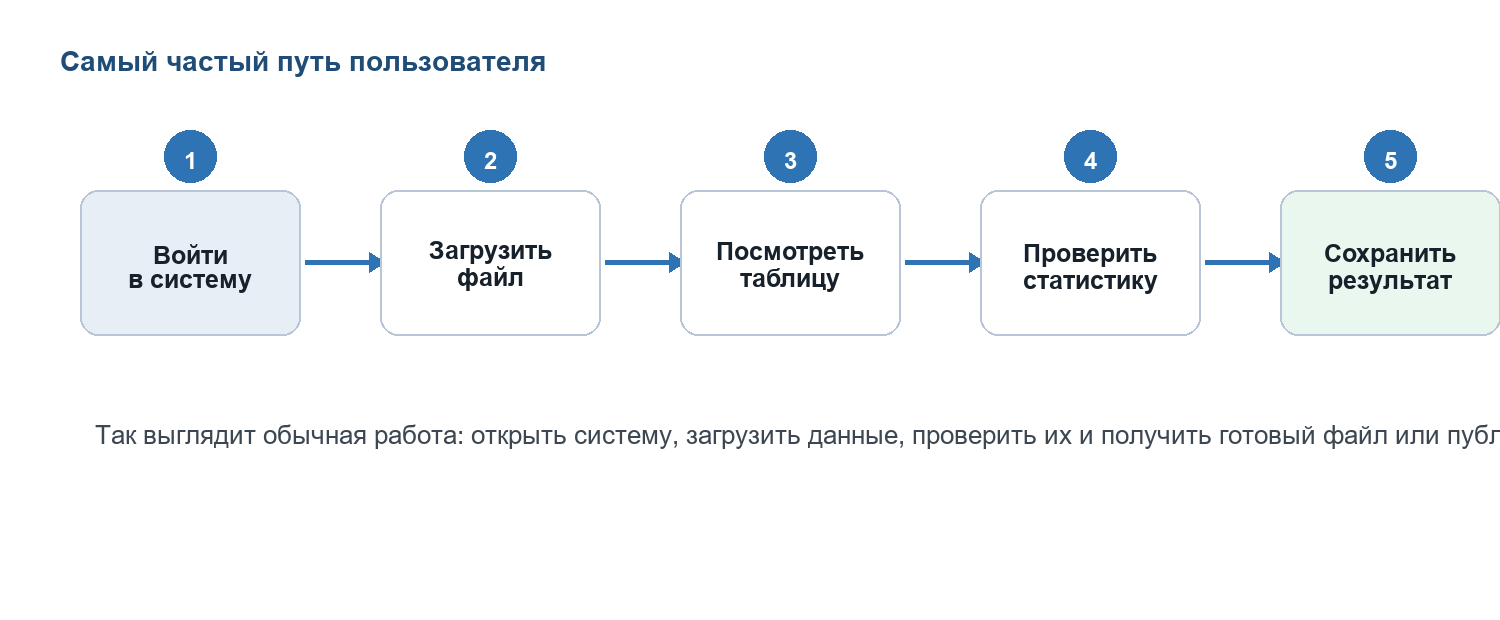 Самый частый путь пользователя
1
2
3
4
5
Войти
в систему
Загрузить
файл
Посмотреть
таблицу
Проверить
статистику
Сохранить
результат
Так выглядит обычная работа: открыть систему, загрузить данные, проверить их и получить готовый файл или